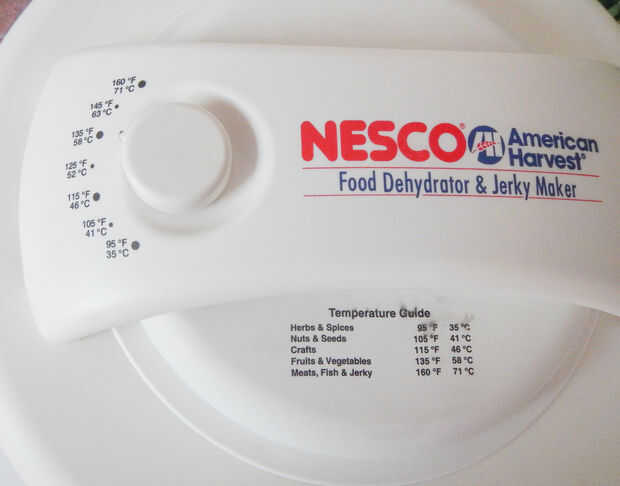 160 °F
71 °C
145 °F
63 °C
135 °F
58 °C
125 °F
52 °C
115 °F
46 °C
105 °F
41 °C
95 °F
35 °C
NESCO® American
Harvest®
Food Dehydrator & Jerky Maker
Temperature Guide
Herbs & Spices 95 °F 35 °C
Nuts & Seeds 105 °F 41 °C
Crafts 115 °F 46 °C
Fruits & Vegetables 135 °F 58 °C
Meats, Fish & Jerky 160 °F 71 °C